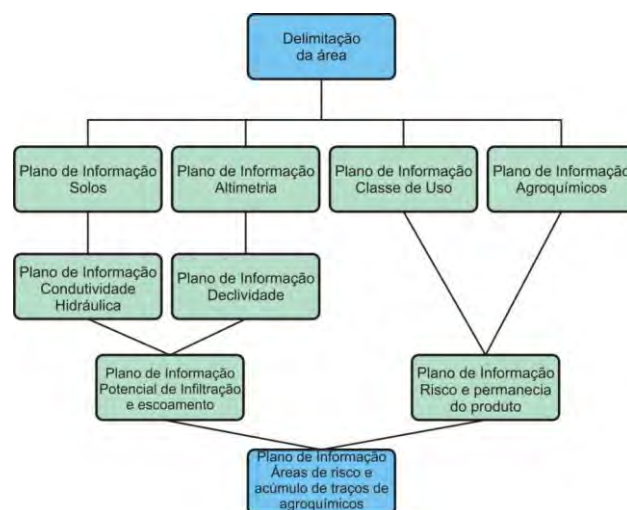 Delimitação
da área
Plano de Informação
Solos
Plano de Informação
Altimetria
Plano de Informação
Classe de Uso
Plano de Informação
Agroquímicos
Plano de Informação
Condutividade
Hidráulica
Plano de Informação
Declividade
Plano de Informação
Potencial de Infiltração
e escoamento
Plano de Informação
Risco e permanecia
do produto
Plano de Informação
Áreas de risco e
acúmulo de traços de
agroquímicos